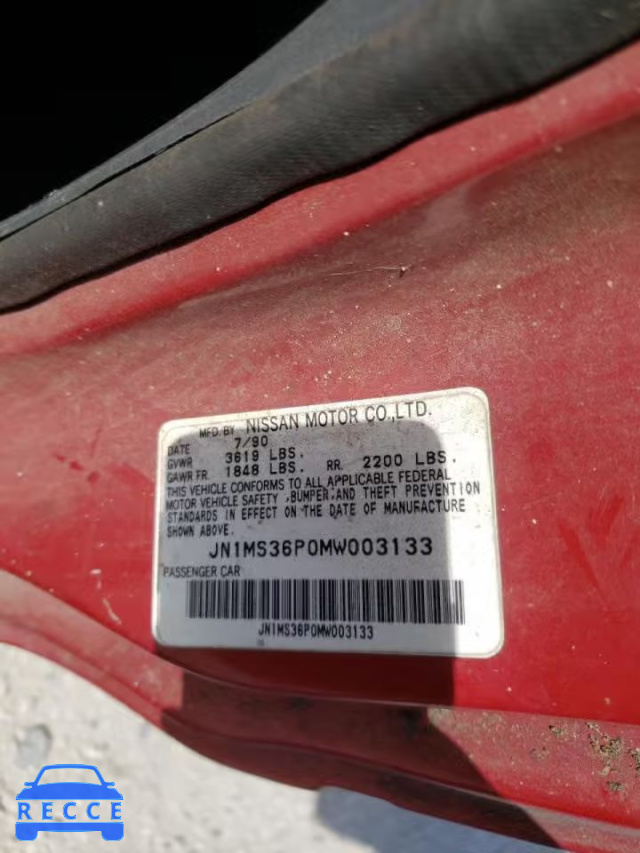 MFD. BY NISSAN MOTOR CO.,LTD.
DATE 7/90
GVWR 3619 LBS.
GAWR FR. 1848 LBS. RR. 2200 LBS.
THIS VEHICLE CONFORMS TO ALL APPLICABLE FEDERAL
MOTOR VEHICLE SAFETY ,BUMPER,AND THEFT PREVENTION
STANDARDS IN EFFECT ON THE DATE OF MANUFACTURE
SHOWN ABOVE.
JN1MS36P0MW003133
PASSENGER CAR
JN1MS36P0MW003133
RECCE